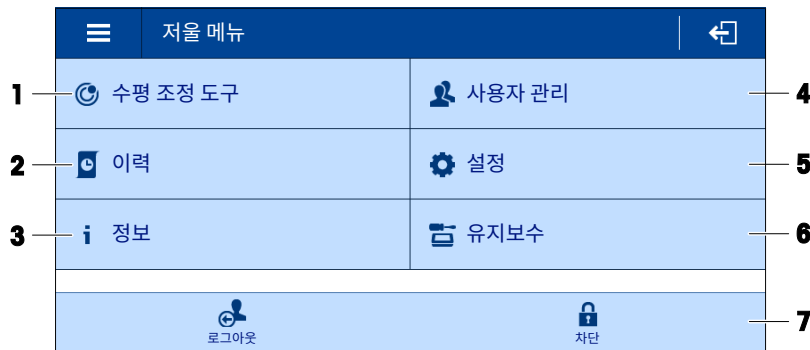 저울 메뉴
1 수평 조정 도구 사용자 관리 4
2 이력 설정 5
3 정보 유지보수 6
로그아웃 차단 7